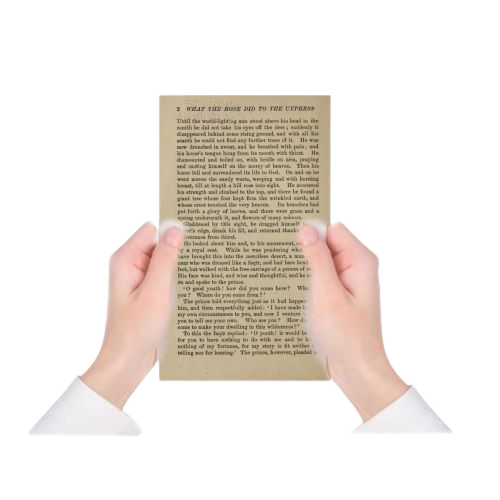 2 WHAT THE ROSE DID TO THE CYPRESS
Until the world-lighting sun stood above his head in the
zenith he did not take his eyes off the deer; suddenly it
disappeared behind some rising ground, and with all his
search he could not find any further trace of it. He was
now drenched in sweat, and he breathed with pain; and
his horse's tongue hung from its mouth with thirst. He
dismounted and toiled on, with bridle on arm, praying
and casting himself on the mercy of heaven. Then his
horse fell and surrendered its life to God. On and on he
went across the sandy waste, weeping and with burning
breast, till at length a hill rose into sight. He mustered
his strength and climbed to the top, and there he found a
giant tree whose foot kept firm the wrinkled earth, and
whose crest touched the very heaven. Its branches had
put forth a glory of leaves, and there were grass and a
spring underneath it, and flowers of many colours.
Gladdened by this sight, he dragged himself
edge, drank his fill, and returned thanks
from thirst.
He looked about him and, to his amazement,
a royal seat. While he was pondering what
have brought this into the merciless desert, a man
near who was dressed like a faqir, and had bare head
feet, but walked with the free carriage of a person of
His face was kind, and wise and thoughtful, and he
on and spoke to the prince.
'O good youth! how did you come here? Who
you? Where do you come from?'
The prince told everything just as it had
him, and then respectfully added: 'I have made
my own circumstances to you, and now I venture
you to tell me your own. Who are you? How
come to make your dwelling in this wilderness?'
To this the faqir replied: 'O youth! it would
for you to have nothing to do with me and to
nothing of my fortunes, for my story is fit neither
telling nor for hearing.' The prince, however, pleaded